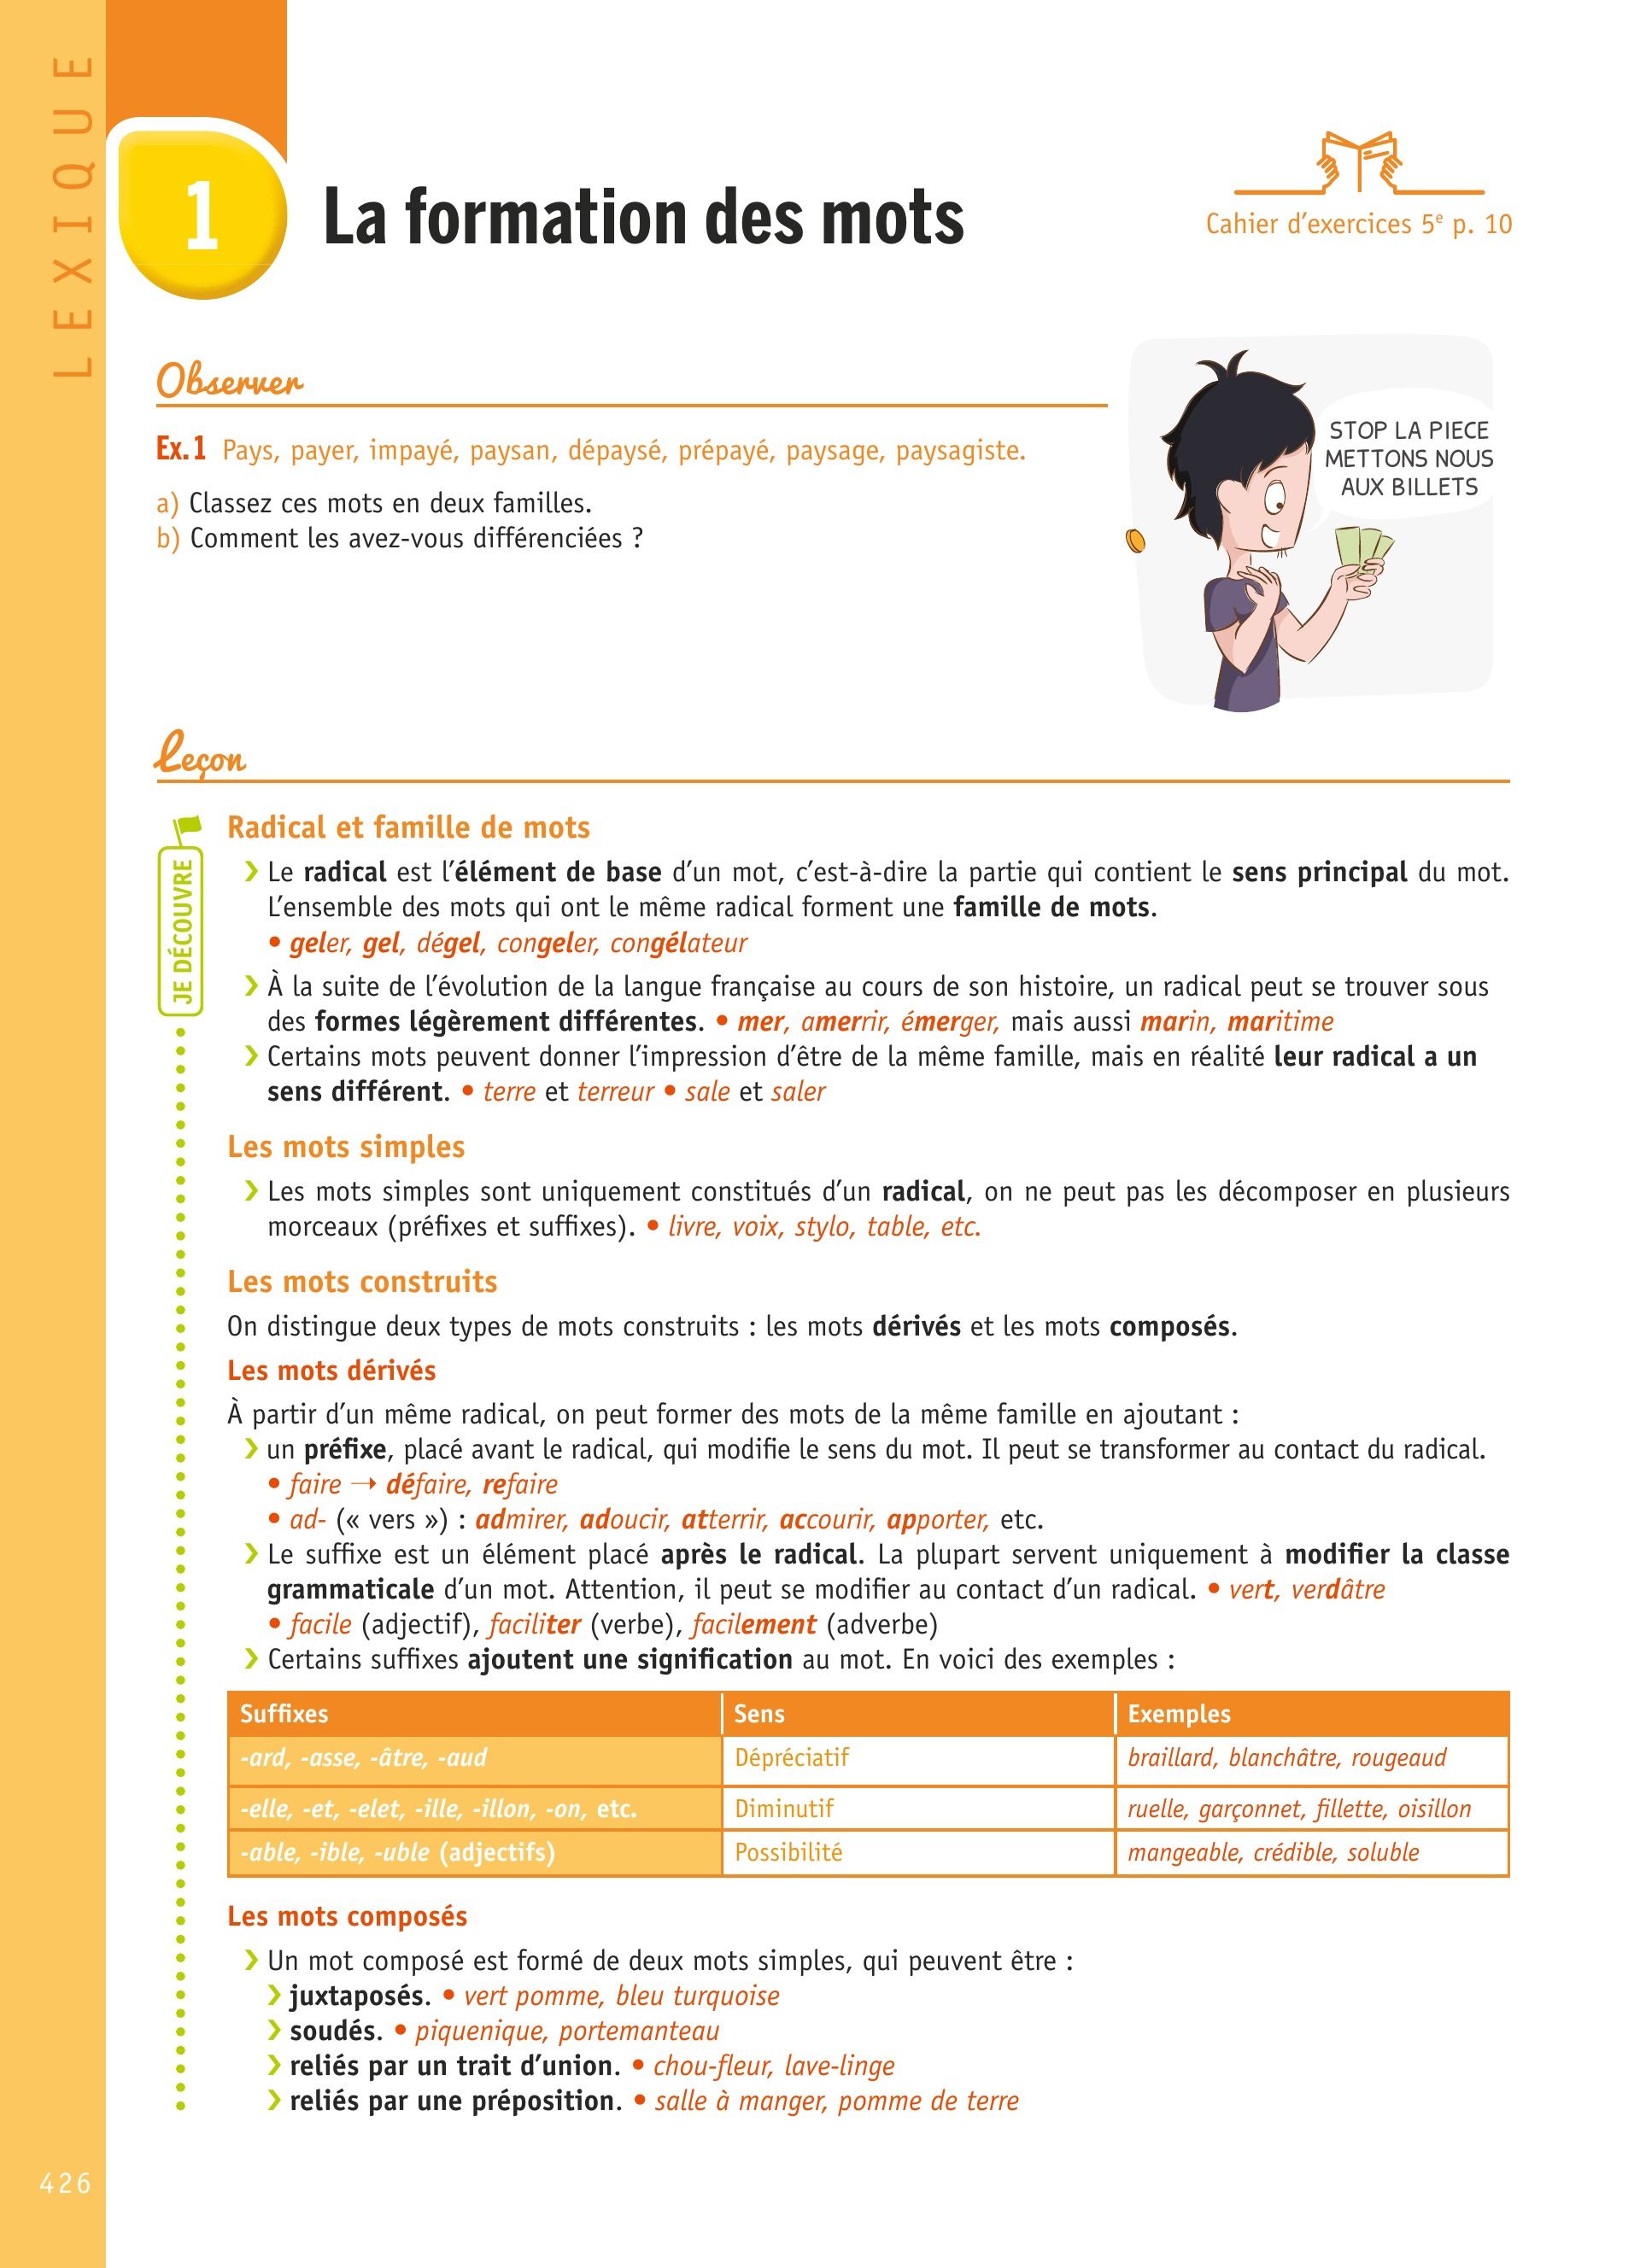 LEXIQUE
1
La formation des mots
Cahier d'exercices 5e p. 10
Observer
Ex. 1 Pays, payer, impayé, paysan, dépaysé, prépayé, paysage, paysagiste.
a) Classez ces mots en deux familles.
b) Comment les avez-vous différenciées ?
STOP LA PIECE
METTONS NOUS
AUX BILLETS
Leçon
JE DÉCOUVRE
Radical et famille de mots
❯ Le radical est l'élément de base d'un mot, c'est-à-dire la partie qui contient le sens principal du mot.
L'ensemble des mots qui ont le même radical forment une famille de mots.
• geler, gel, dégel, congeler, congélateur
❯ À la suite de l'évolution de la langue française au cours de son histoire, un radical peut se trouver sous
des formes légèrement différentes. • mer, amerrir, émerger, mais aussi marin, maritime
❯ Certains mots peuvent donner l'impression d'être de la même famille, mais en réalité leur radical a un
sens différent. • terre et terreur • sale et saler
Les mots simples
❯ Les mots simples sont uniquement constitués d'un radical, on ne peut pas les décomposer en plusieurs
morceaux (préfixes et suffixes). • livre, voix, stylo, table, etc.
Les mots construits
On distingue deux types de mots construits : les mots dérivés et les mots composés.
Les mots dérivés
À partir d'un même radical, on peut former des mots de la même famille en ajoutant :
❯ un préfixe, placé avant le radical, qui modifie le sens du mot. Il peut se transformer au contact du radical.
• faire → défaire, refaire
• ad- (« vers ») : admirer, adoucir, atterrir, accourir, apporter, etc.
❯ Le suffixe est un élément placé après le radical. La plupart servent uniquement à modifier la classe
grammaticale d'un mot. Attention, il peut se modifier au contact d'un radical. • vert, verdâtre
• facile (adjectif), faciliter (verbe), facilement (adverbe)
❯ Certains suffixes ajoutent une signification au mot. En voici des exemples :
Suffixes Sens Exemples
-ard, -asse, -âtre, -aud Dépréciatif braillard, blanchâtre, rougeaud
-elle, -et, -elet, -ille, -illon, -on, etc. Diminutif ruelle, garçonnet, fillette, oisillon
-able, -ible, -uble (adjectifs) Possibilité mangeable, crédible, soluble
Les mots composés
❯ Un mot composé est formé de deux mots simples, qui peuvent être :
❯ juxtaposés. • vert pomme, bleu turquoise
❯ soudés. • piquenique, portemanteau
❯ reliés par un trait d'union. • chou-fleur, lave-linge
❯ reliés par une préposition. • salle à manger, pomme de terre
426